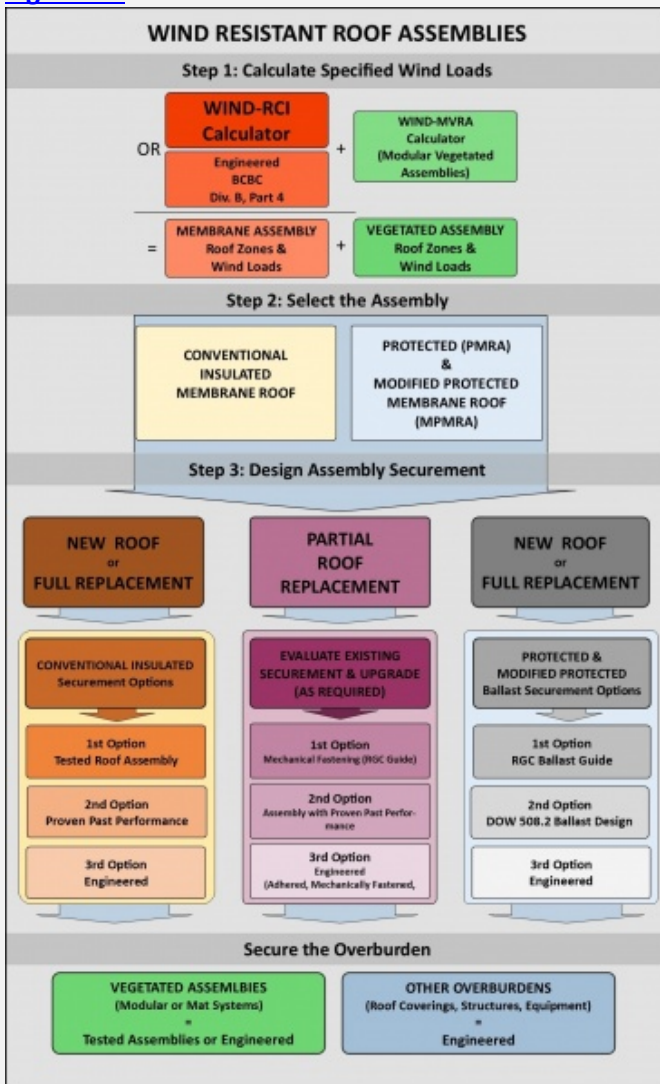 WIND RESISTANT ROOF ASSEMBLIES
Step 1: Calculate Specified Wind Loads
OR
WIND-RCI
Calculator
Engineered
BCBC
Div. B, Part 4
+
WIND-MVRA
Calculator
(Modular Vegetated
Assemblies)
=
MEMBRANE ASSEMBLY
Roof Zones &
Wind Loads
+
VEGETATED ASSEMBLY
Roof Zones &
Wind Loads
Step 2: Select the Assembly
CONVENTIONAL
INSULATED
MEMBRANE ROOF
PROTECTED (PMRA)
&
MODIFIED PROTECTED
MEMBRANE ROOF
(MPMRA)
Step 3: Design Assembly Securement
NEW ROOF
or
FULL REPLACEMENT
CONVENTIONAL INSULATED
Securement Options
1st Option
Tested Roof Assembly
2nd Option
Proven Past Performance
3rd Option
Engineered
PARTIAL
ROOF
REPLACEMENT
EVALUATE EXISTING
SECUREMENT & UPGRADE
(AS REQUIRED)
1st Option
Mechanical Fastening (RGC Guide)
2nd Option
Assembly with Proven Past Perfor-
mance
3rd Option
Engineered
(Adhered, Mechanically Fastened,
NEW ROOF
or
FULL REPLACEMENT
PROTECTED &
MODIFIED PROTECTED
Ballast Securement Options
1st Option
RGC Ballast Guide
2nd Option
DOW 508.2 Ballast Design
3rd Option
Engineered
Secure the Overburden
VEGETATED ASSEMLBIES
(Modular or Mat Systems)
=
Tested Assemblies or Engineered
OTHER OVERBURDENS
(Roof Coverings, Structures, Equipment)
=
Engineered